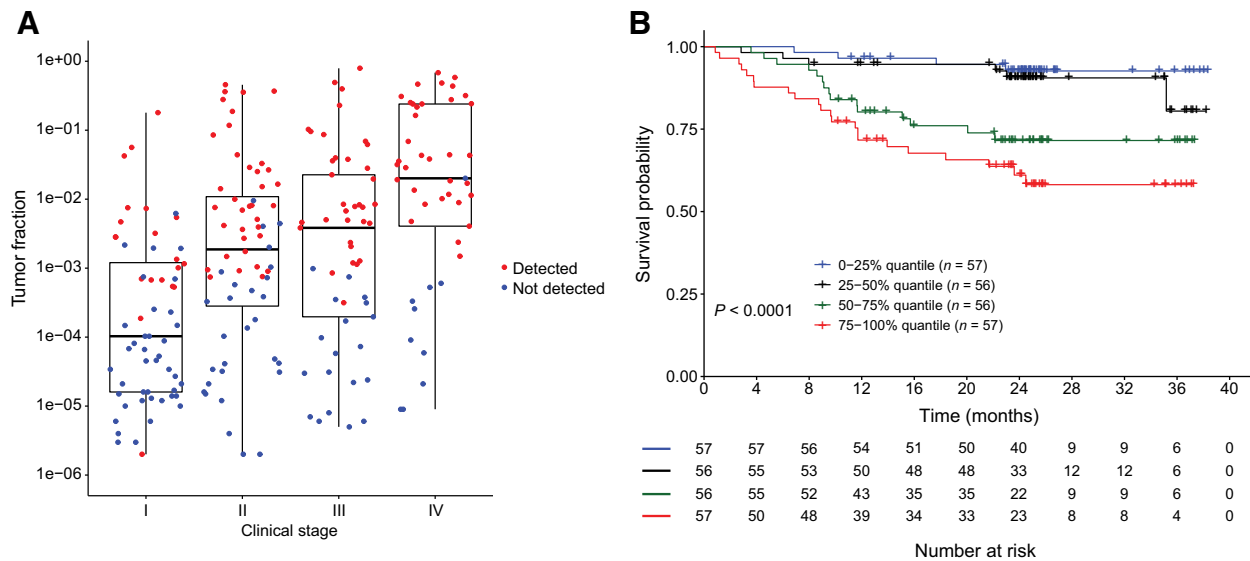 A
Tumor fraction
1e+00
1e−01
1e−02
1e−03
1e−04
1e−05
1e−06
I II III IV
Clinical stage
Detected
Not detected
B
Survival probability
1.00
0.75
0.50
0.25
0.00
0−25% quantile (n = 57)
25−50% quantile (n = 56)
50−75% quantile (n = 56)
75−100% quantile (n = 57)
P < 0.0001
0 4 8 12 16 20 24 28 32 36 40
Time (months)
57 57 56 54 51 50 40 9 9 6 0
56 55 53 50 48 48 33 12 12 6 0
56 55 52 43 35 35 22 9 9 6 0
57 50 48 39 34 33 23 8 8 4 0
Number at risk